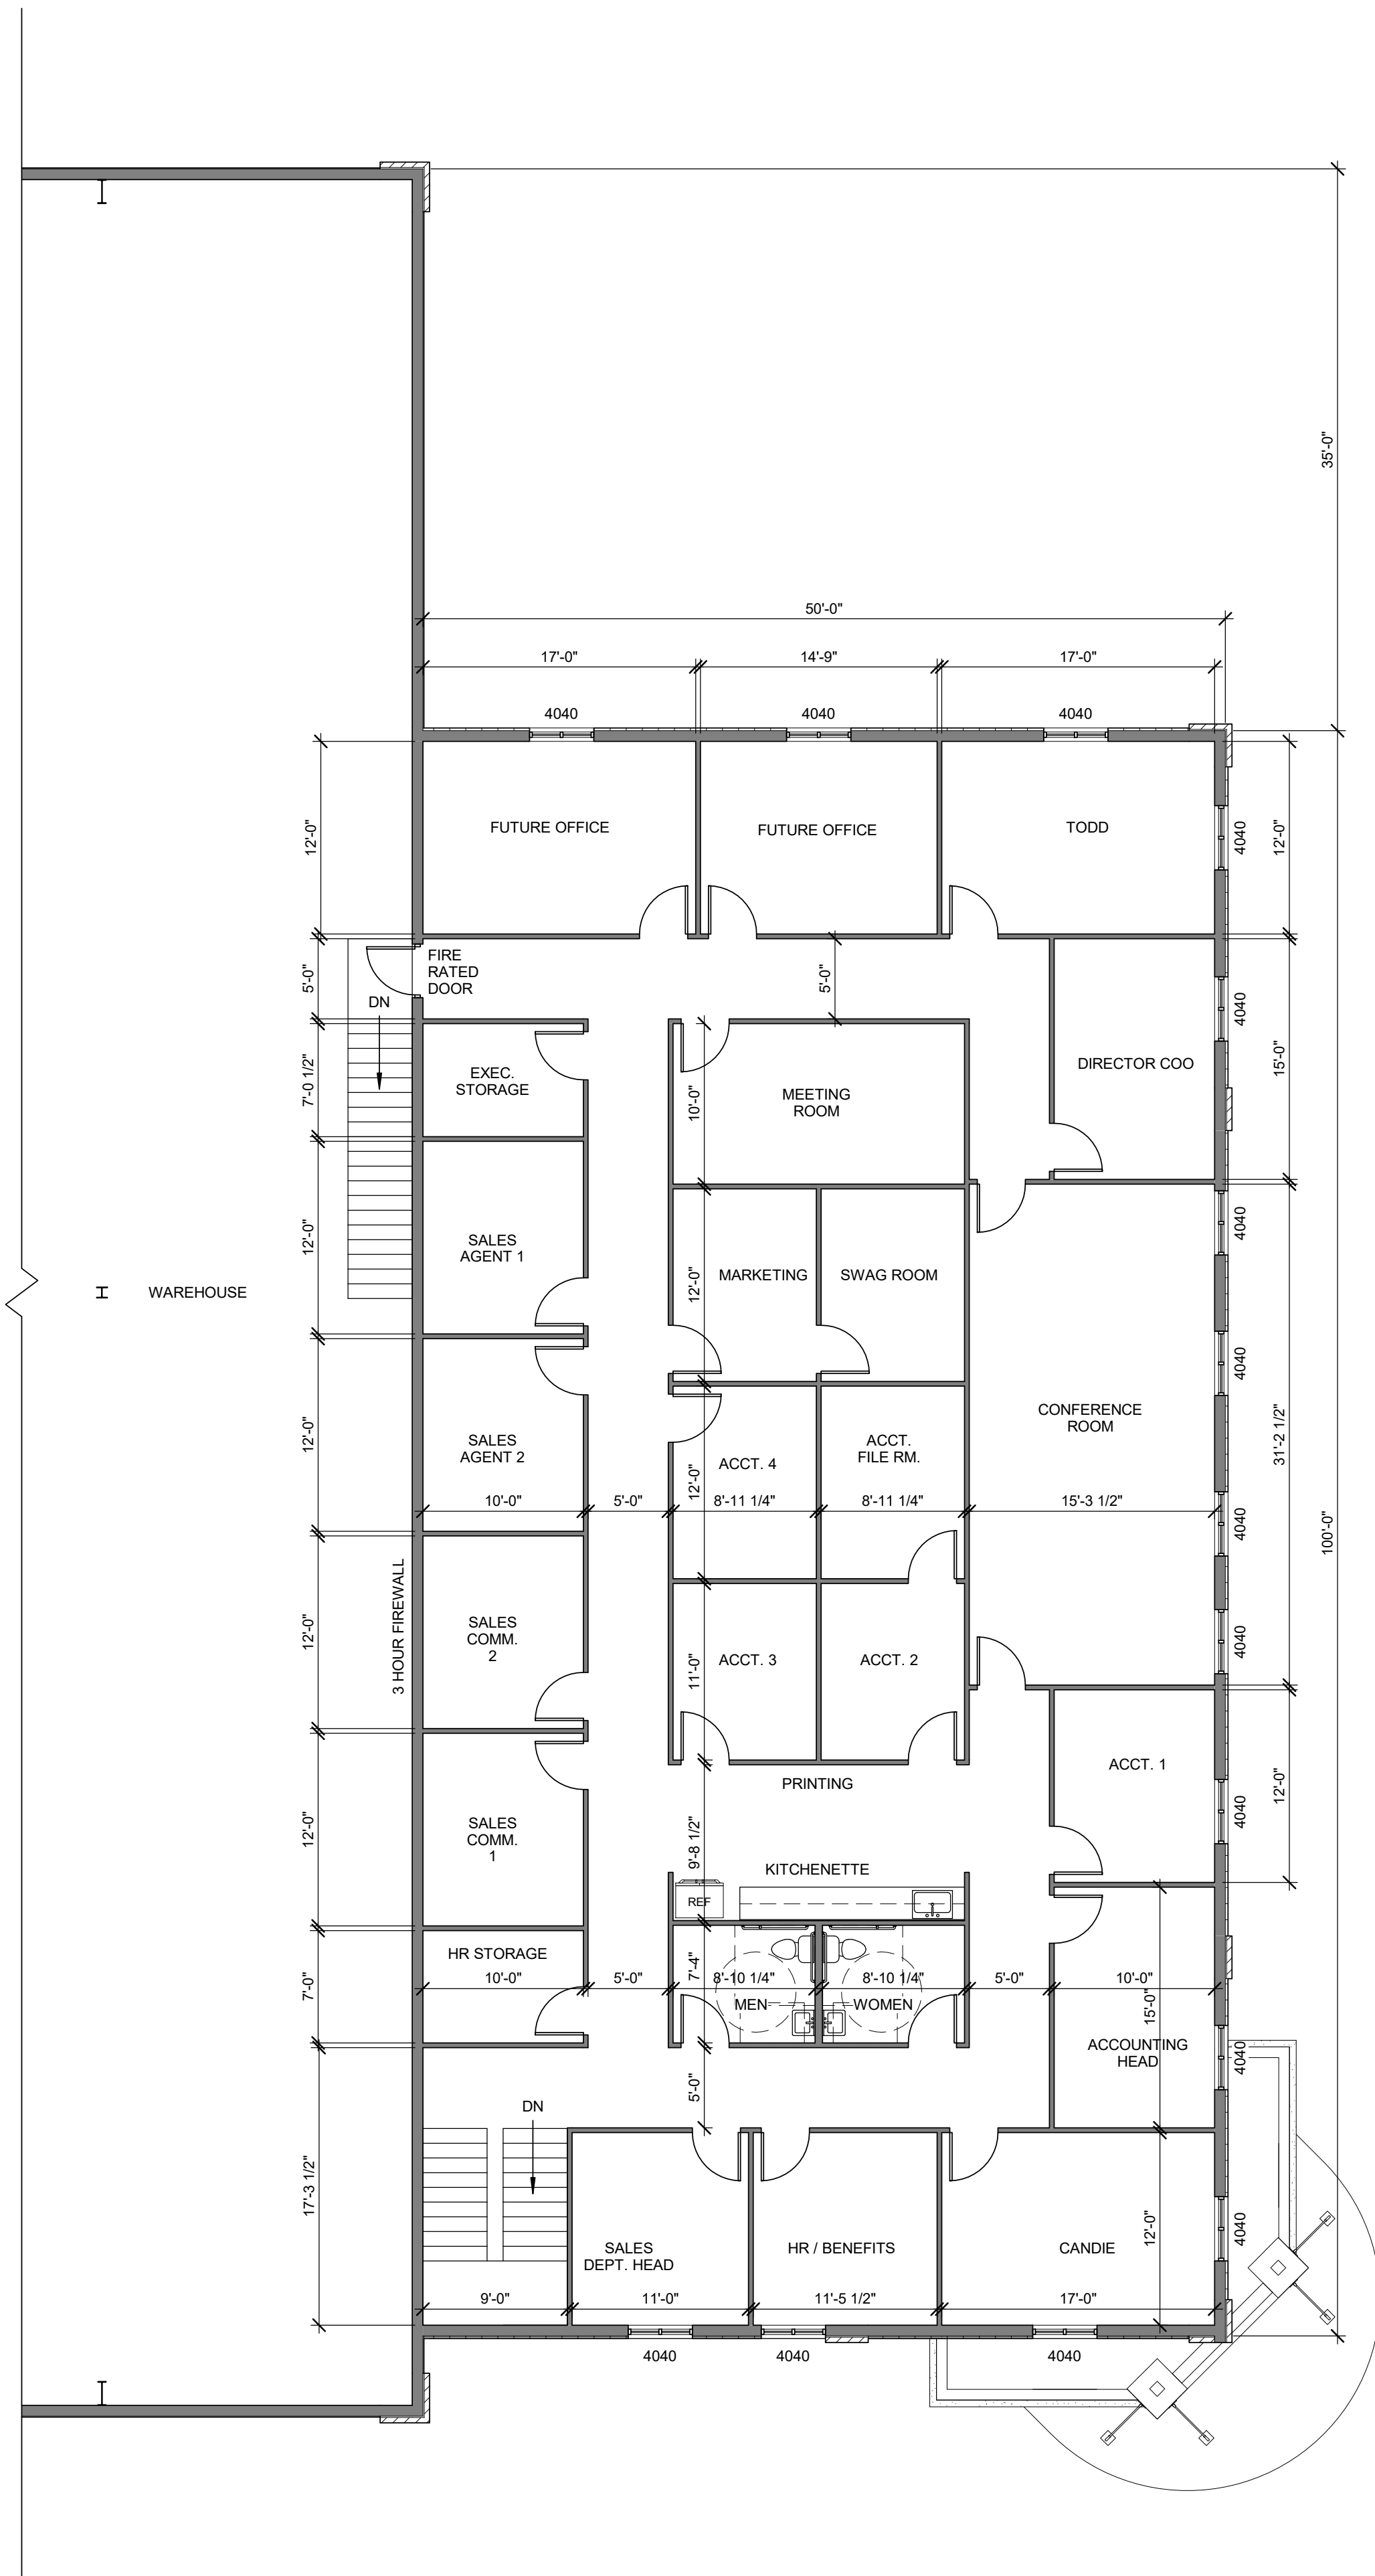 35'-0"
50'-0"
17'-0"
14'-9"
17'-0"
4040
4040
4040
12'-0"
FUTURE OFFICE
FUTURE OFFICE
TODD
4040
12'-0"
5'-0"
FIRE
RATED
DOOR
DN
5'-0"
4040
7'-0 1/2"
EXEC.
STORAGE
10'-0"
MEETING
ROOM
DIRECTOR COO
15'-0"
12'-0"
SALES
AGENT 1
12'-0"
MARKETING
SWAG ROOM
4040
WAREHOUSE
4040
12'-0"
SALES
AGENT 2
12'-0"
ACCT. 4
ACCT.
FILE RM.
CONFERENCE
ROOM
31'-2 1/2"
10'-0"
5'-0"
8'-11 1/4"
8'-11 1/4"
15'-3 1/2"
4040
100'-0"
3 HOUR FIREWALL
12'-0"
SALES
COMM.
2
11'-0"
ACCT. 3
ACCT. 2
4040
PRINTING
ACCT. 1
12'-0"
4040
12'-0"
SALES
COMM.
1
9'-8 1/2"
KITCHENETTE
REF
7'-0"
HR STORAGE
7'-4"
10'-0"
5'-0"
8'-10 1/4"
8'-10 1/4"
5'-0"
10'-0"
MEN
WOMEN
15'-0"
ACCOUNTING
HEAD
4040
5'-0"
DN
17'-3 1/2"
SALES
DEPT. HEAD
HR / BENEFITS
CANDIE
12'-0"
4040
9'-0"
11'-0"
11'-5 1/2"
17'-0"
4040
4040
4040